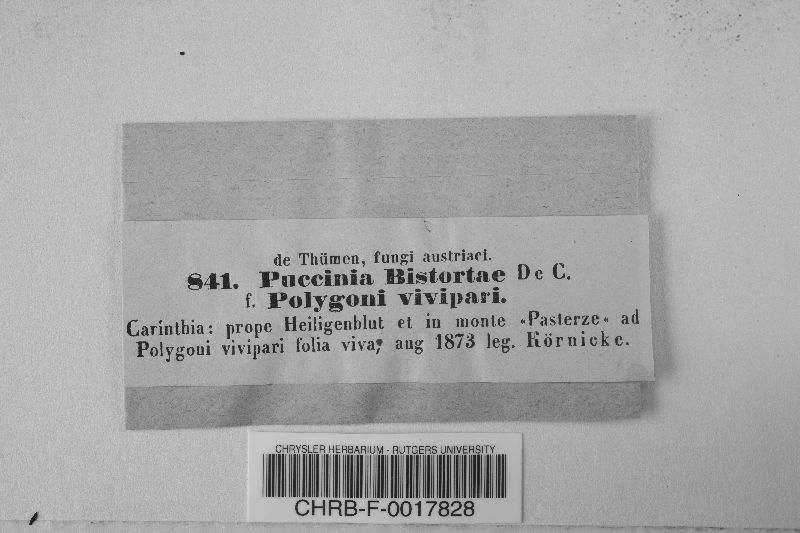 de Thümen, fungi austriaci.
841. Puccinia Bistortae De C.
f. Polygoni vivipari.
Carinthia: prope Heiligenblut et in monte «Pasterze« ad
Polygoni vivipari folia viva; aug 1873 leg. Körnicke.
CHRYSLER HERBARIUM - RUTGERS UNIVERSITY
CHRB-F-0017828